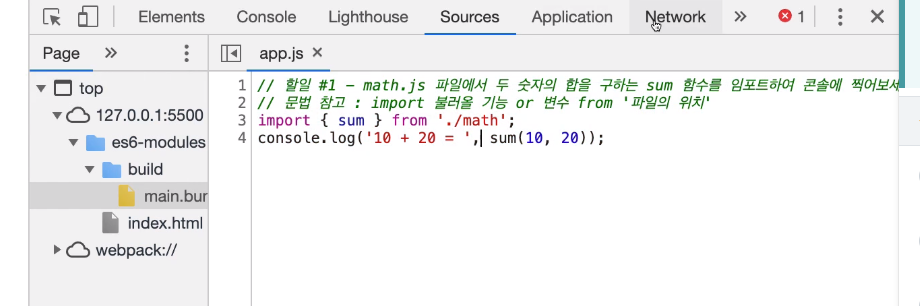 Elements Console Lighthouse Sources Application Network » 1
Page » app.js ×
top
127.0.0.1:5500
es6-modules
build
main.bur
index.html
webpack://
1 // 할일 #1 - math.js 파일에서 두 숫자의 합을 구하는 sum 함수를 임포트하여 콘솔에 찍어보세
2 // 문법 참고 : import 불러올 기능 or 변수 from '파일의 위치'
3 import { sum } from './math';
4 console.log('10 + 20 = ', sum(10, 20));